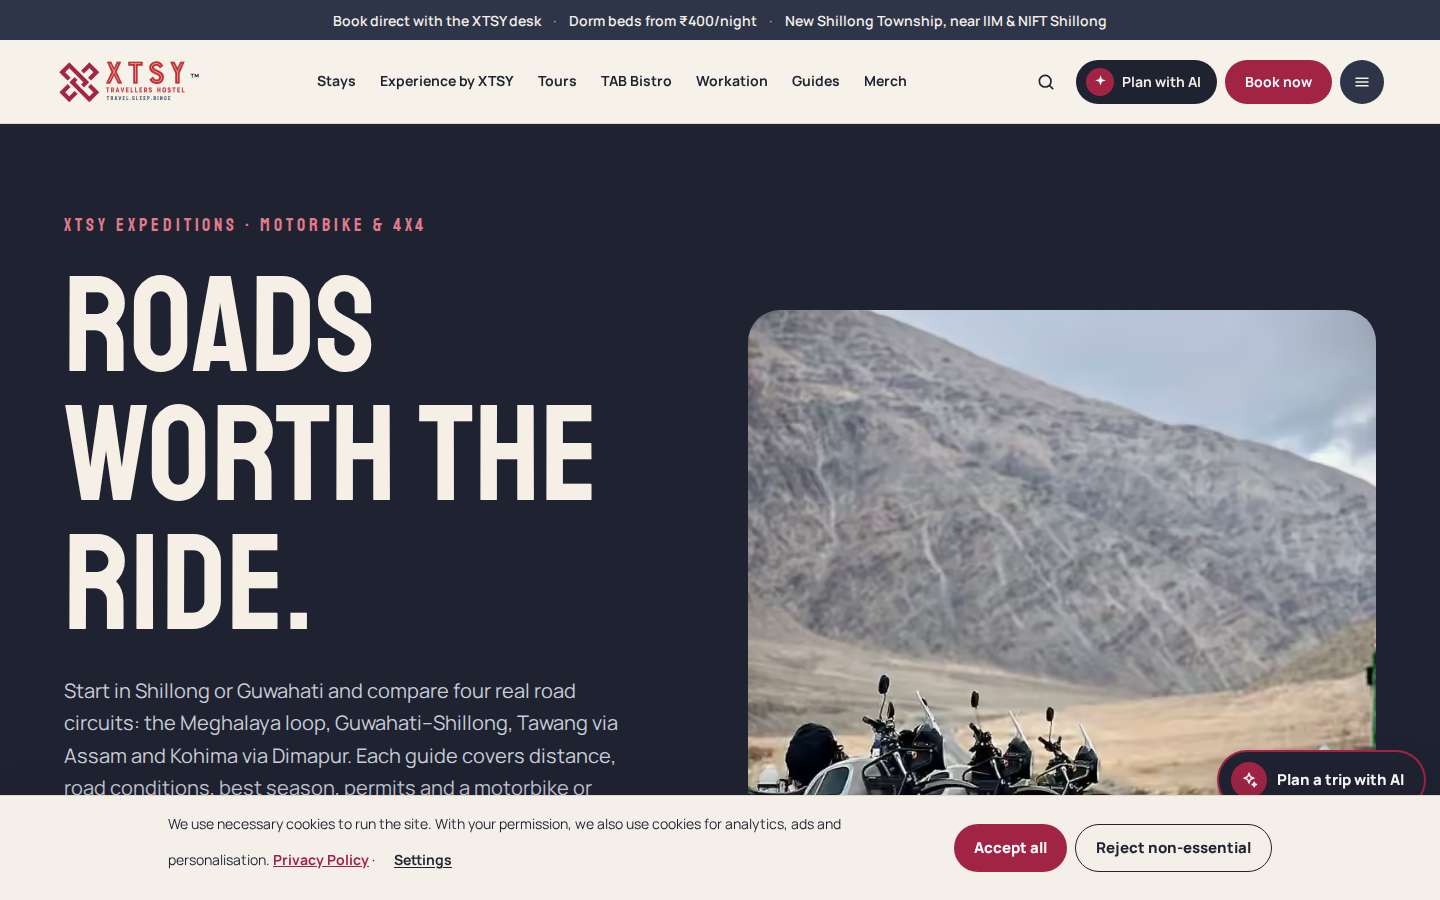 Book direct with the XTSY desk · Dorm beds from ₹400/night · New Shillong Township, near IIM & NIFT Shillong
XTSY ™
TRAVELLERS HOSTEL
TRAVEL.SLEEP.BINGE
Stays Experience by XTSY Tours TAB Bistro Workation Guides Merch
Plan with AI
Book now
XTSY EXPEDITIONS · MOTORBIKE & 4X4
ROADS
WORTH THE
RIDE.
Start in Shillong or Guwahati and compare four real road
circuits: the Meghalaya loop, Guwahati–Shillong, Tawang via
Assam and Kohima via Dimapur. Each guide covers distance,
road conditions, best season, permits and a motorbike or
Plan a trip with AI
We use necessary cookies to run the site. With your permission, we also use cookies for analytics, ads and
personalisation. Privacy Policy · Settings
Accept all
Reject non-essential